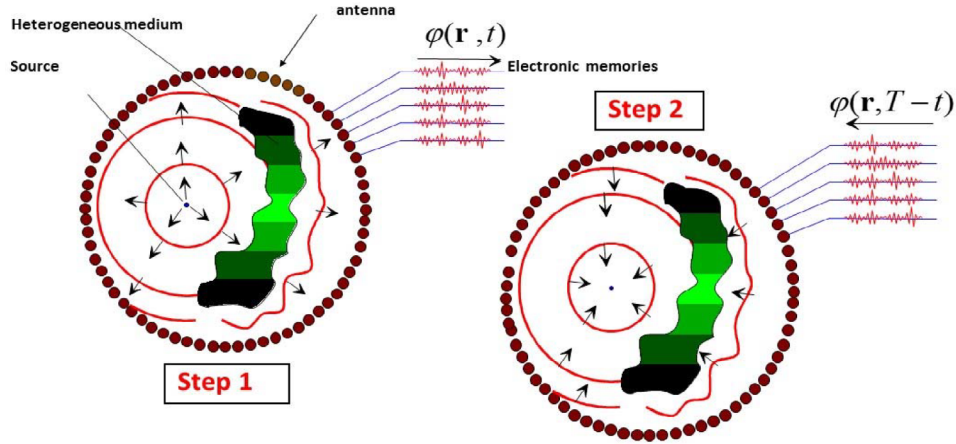 antenna
Heterogeneous medium
φ(r ,t)
Source
Electronic memories
Step 2
φ(r,T-t)
Step 1